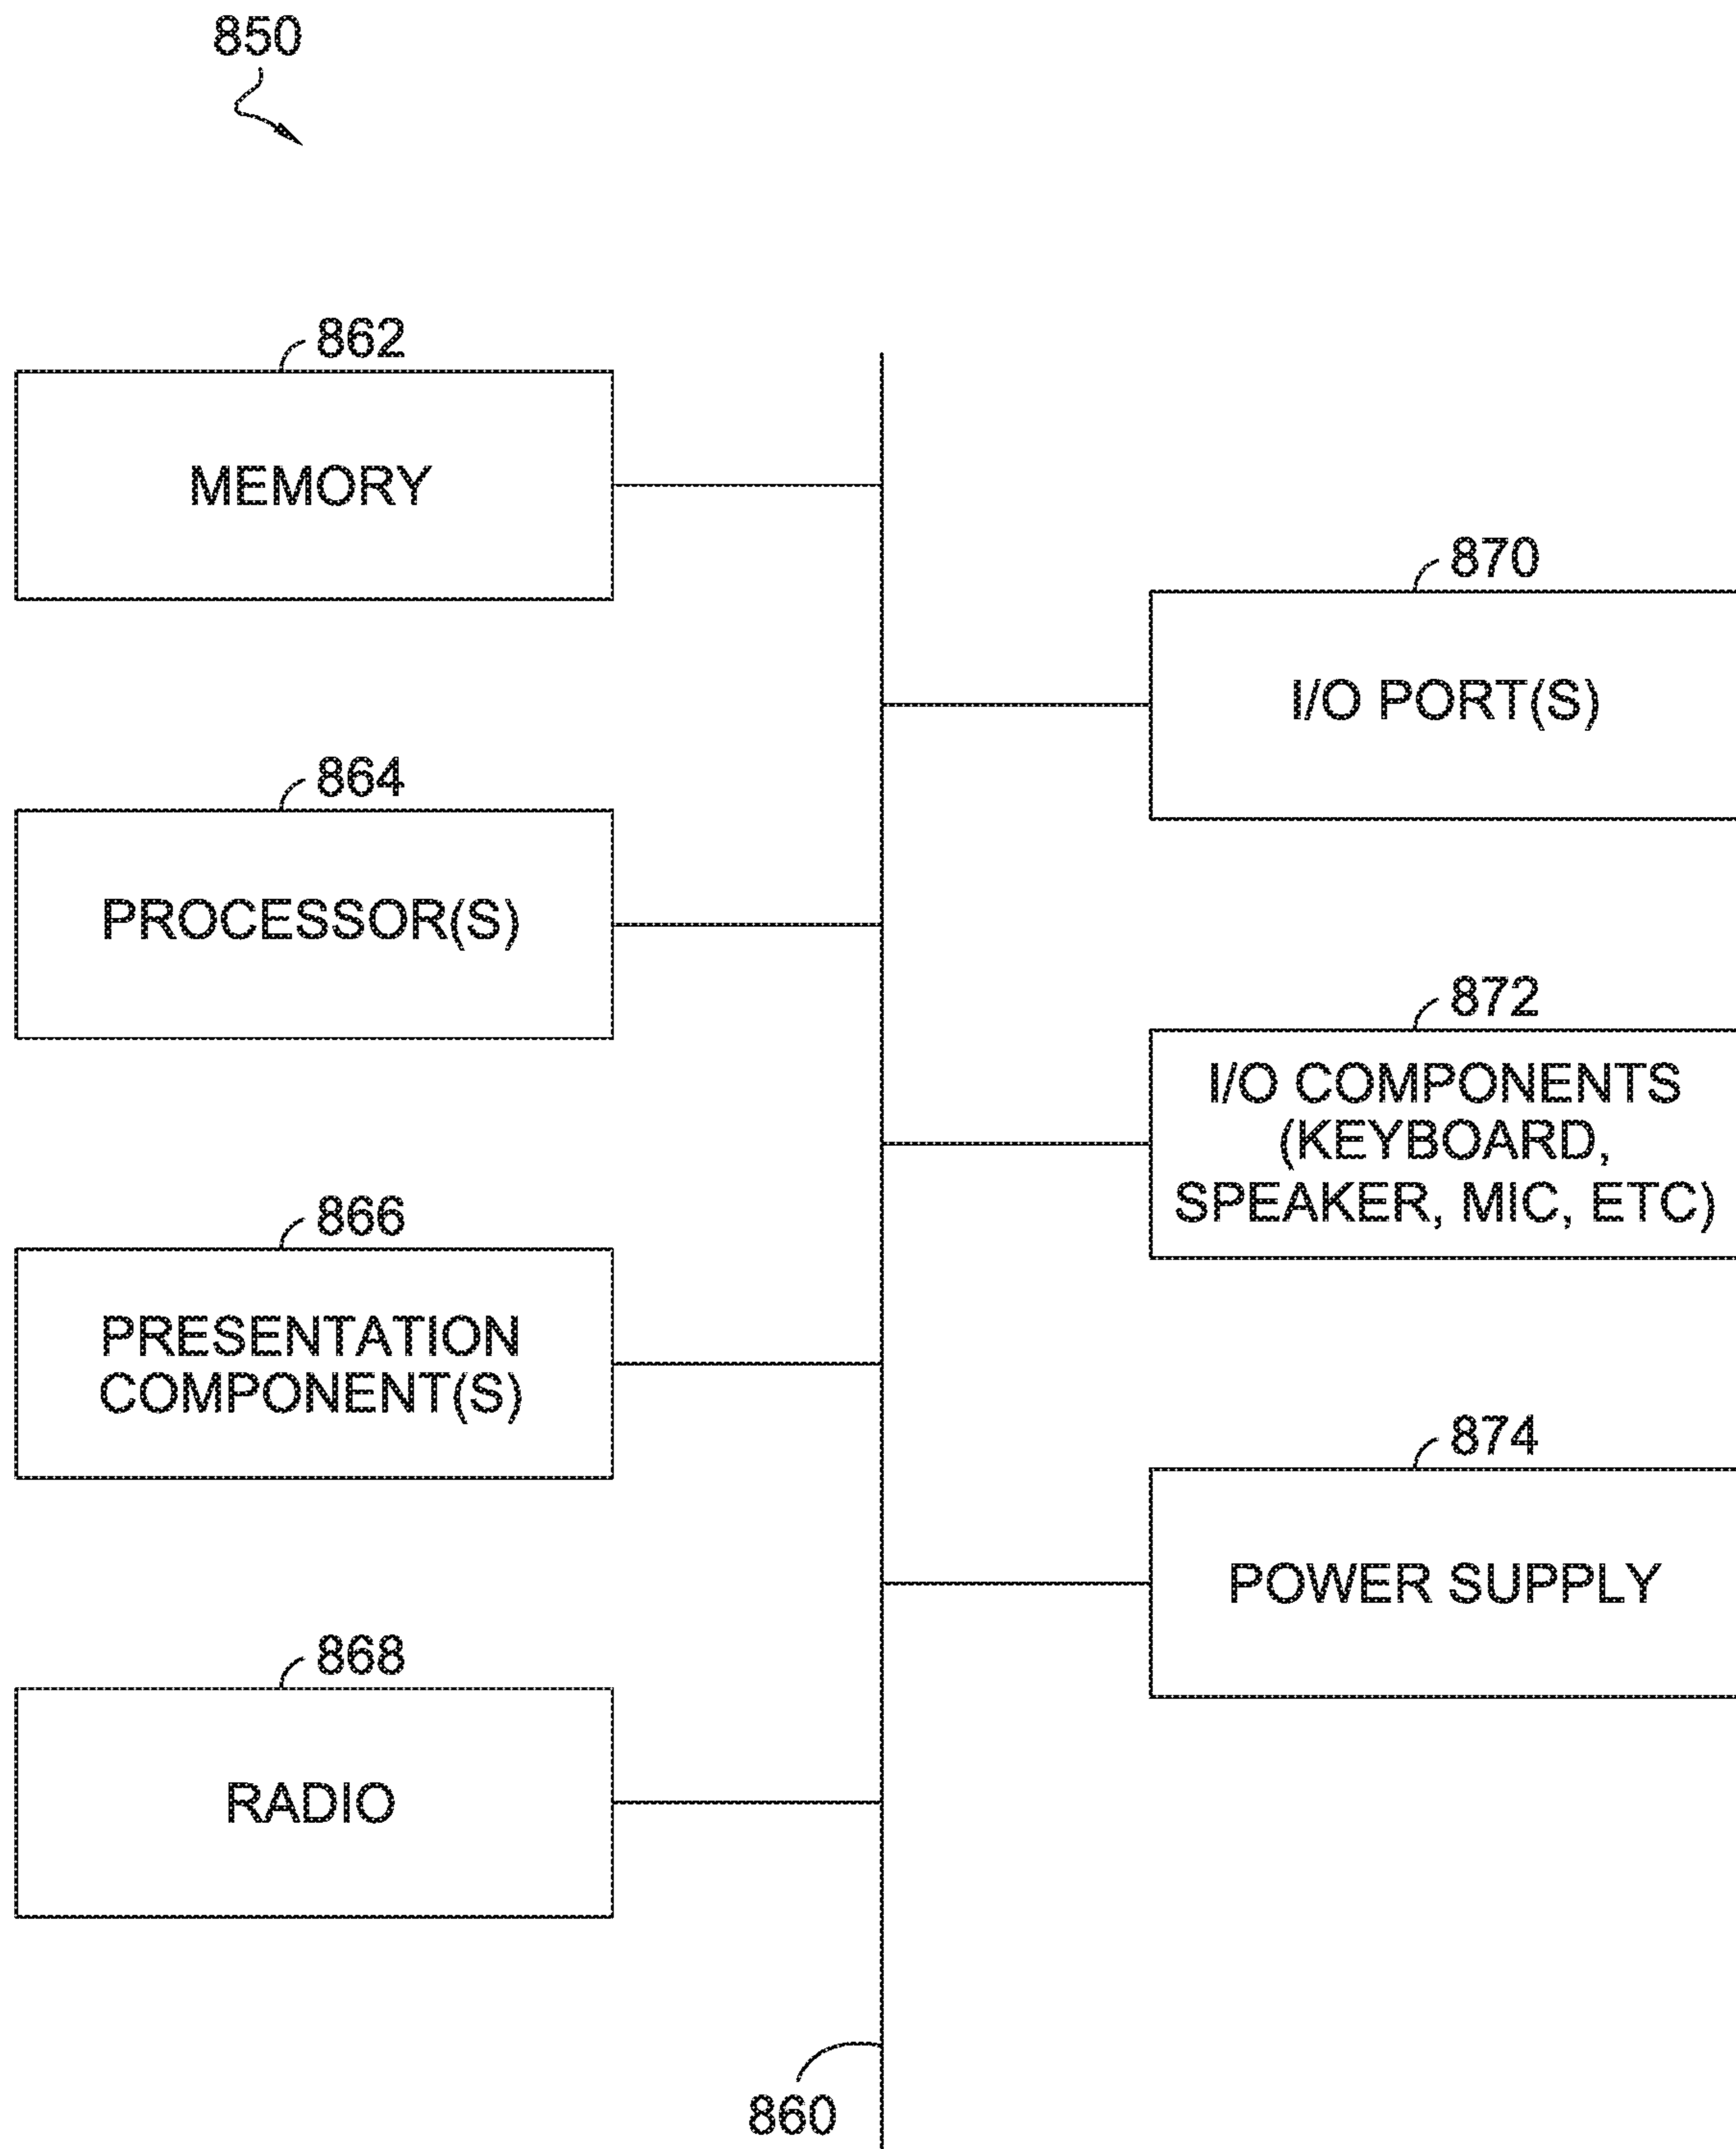 850
862
MEMORY
870
I/O PORT(S)
864
PROCESSOR(S)
872
I/O COMPONENTS
(KEYBOARD,
SPEAKER, MIC, ETC)
866
PRESENTATION
COMPONENT(S)
874
POWER SUPPLY
868
RADIO
860